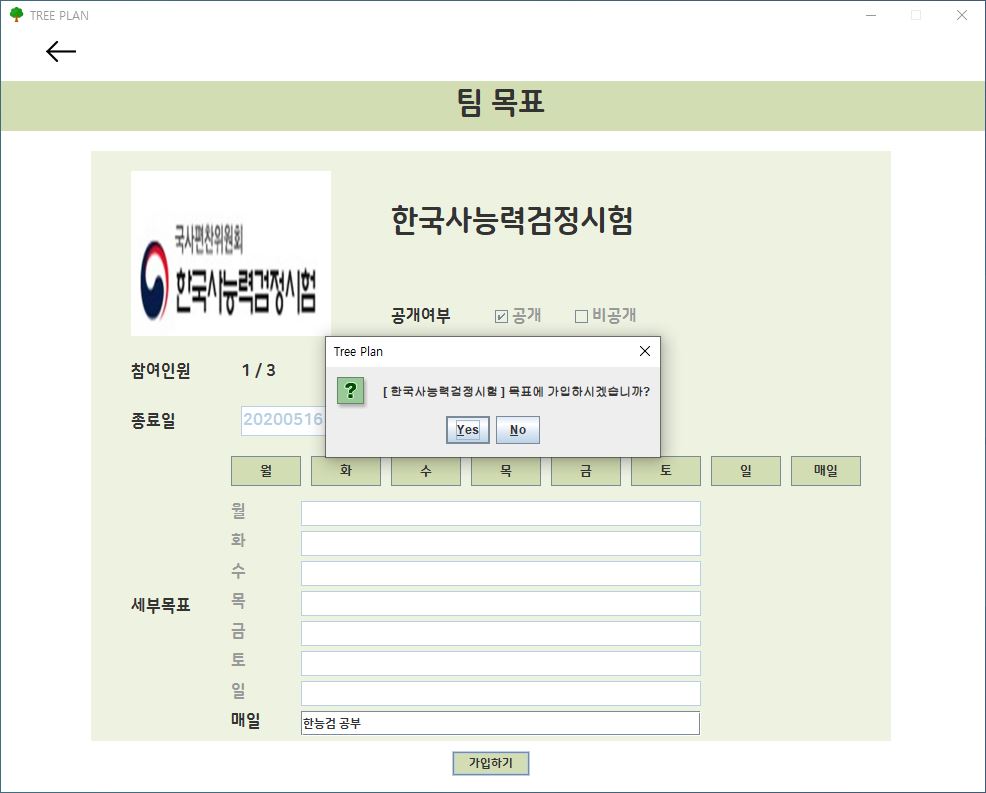 TREE PLAN
팀 목표
국사편찬위원회
한국사능력검정시험
한국사능력검정시험
공개여부 공개 비공개
Tree Plan
? [ 한국사능력검정시험 ] 목표에 가입하시겠습니까?
Yes No
참여인원 1 / 3
종료일 20200516
월 화 수 목 금 토 일 매일
세부목표
월
화
수
목
금
토
일
매일 한능검 공부
가입하기